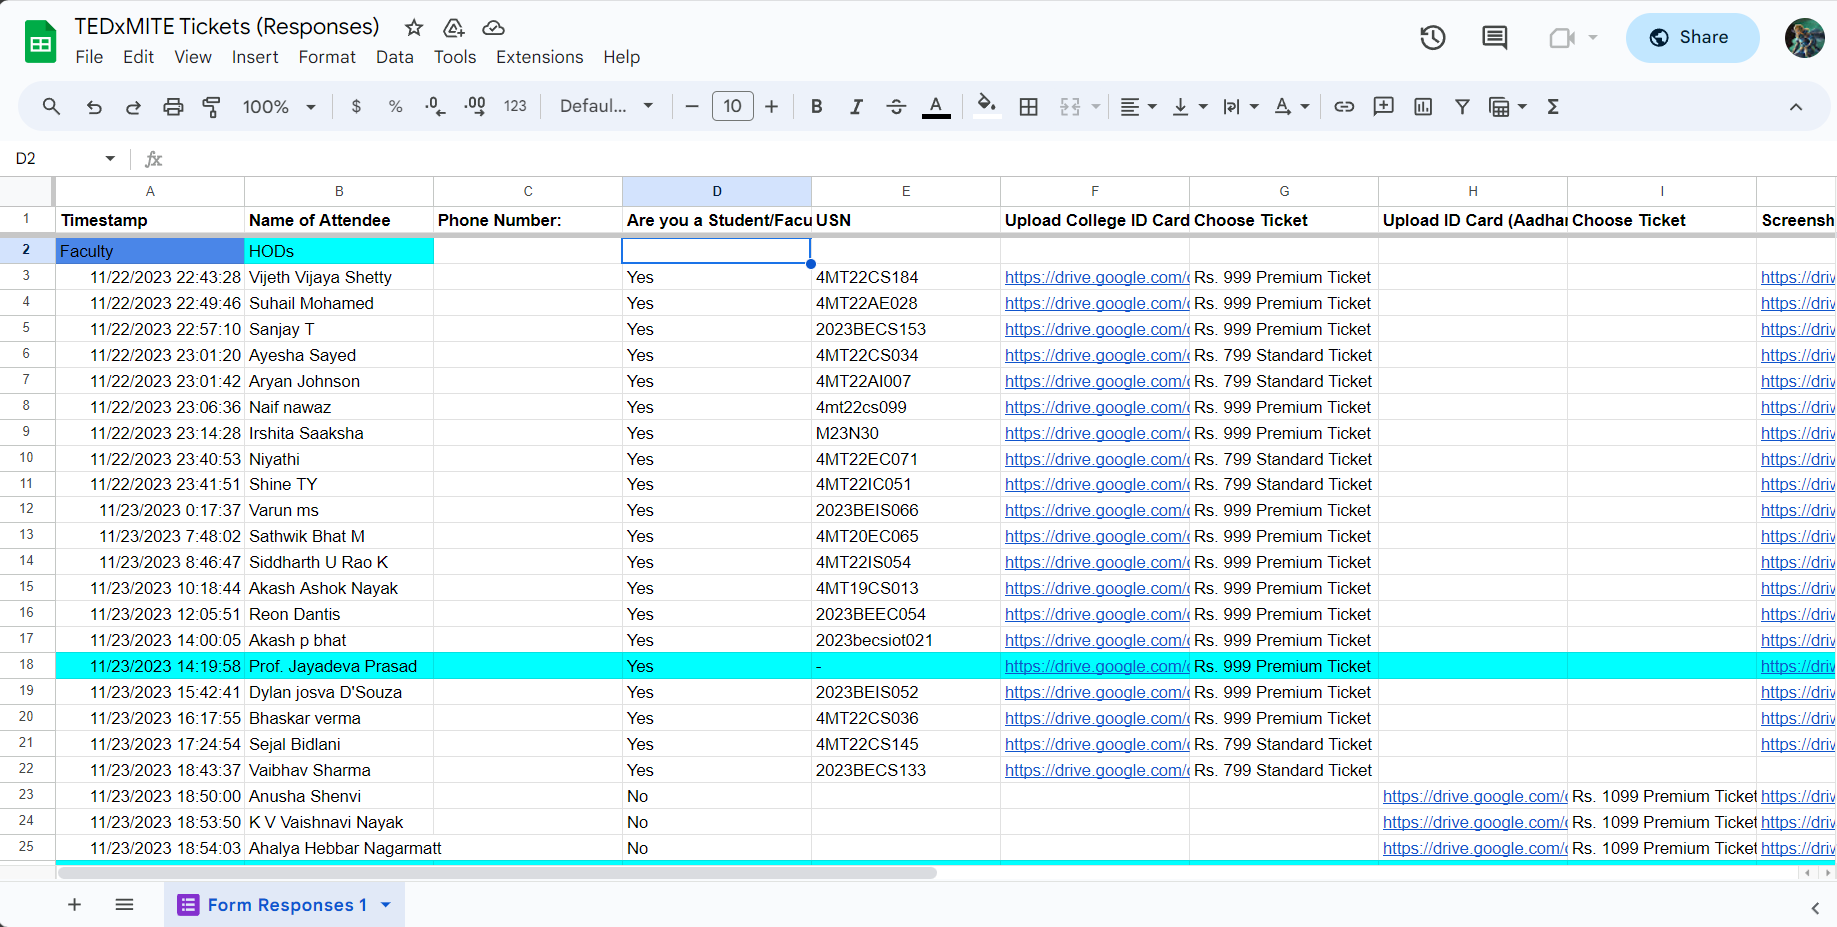 TEDxMITE Tickets (Responses)
File Edit View Insert Format Data Tools Extensions Help
Share
100% $ % .0 .00 123 Defaul... 10 B I S A Σ
D2 fx
A B C D E F G H I
1 Timestamp Name of Attendee Phone Number: Are you a Student/Facu USN Upload College ID Card Choose Ticket Upload ID Card (Aadhar Choose Ticket Screensh
2 Faculty HODs
3 11/22/2023 22:43:28 Vijeth Vijaya Shetty Yes 4MT22CS184 https://drive.google.com/ Rs. 999 Premium Ticket https://driv
4 11/22/2023 22:49:46 Suhail Mohamed Yes 4MT22AE028 https://drive.google.com/ Rs. 999 Premium Ticket https://driv
5 11/22/2023 22:57:10 Sanjay T Yes 2023BECS153 https://drive.google.com/ Rs. 999 Premium Ticket https://driv
6 11/22/2023 23:01:20 Ayesha Sayed Yes 4MT22CS034 https://drive.google.com/ Rs. 799 Standard Ticket https://driv
7 11/22/2023 23:01:42 Aryan Johnson Yes 4MT22AI007 https://drive.google.com/ Rs. 799 Standard Ticket https://driv
8 11/22/2023 23:06:36 Naif nawaz Yes 4mt22cs099 https://drive.google.com/ Rs. 999 Premium Ticket https://driv
9 11/22/2023 23:14:28 Irshita Saaksha Yes M23N30 https://drive.google.com/ Rs. 999 Premium Ticket https://driv
10 11/22/2023 23:40:53 Niyathi Yes 4MT22EC071 https://drive.google.com/ Rs. 799 Standard Ticket https://driv
11 11/22/2023 23:41:51 Shine TY Yes 4MT22IC051 https://drive.google.com/ Rs. 799 Standard Ticket https://driv
12 11/23/2023 0:17:37 Varun ms Yes 2023BEIS066 https://drive.google.com/ Rs. 999 Premium Ticket https://driv
13 11/23/2023 7:48:02 Sathwik Bhat M Yes 4MT20EC065 https://drive.google.com/ Rs. 999 Premium Ticket https://driv
14 11/23/2023 8:46:47 Siddharth U Rao K Yes 4MT22IS054 https://drive.google.com/ Rs. 999 Premium Ticket https://driv
15 11/23/2023 10:18:44 Akash Ashok Nayak Yes 4MT19CS013 https://drive.google.com/ Rs. 999 Premium Ticket https://driv
16 11/23/2023 12:05:51 Reon Dantis Yes 2023BEEC054 https://drive.google.com/ Rs. 999 Premium Ticket https://driv
17 11/23/2023 14:00:05 Akash p bhat Yes 2023becsiot021 https://drive.google.com/ Rs. 999 Premium Ticket https://driv
18 11/23/2023 14:19:58 Prof. Jayadeva Prasad Yes - https://drive.google.com/ Rs. 999 Premium Ticket https://driv
19 11/23/2023 15:42:41 Dylan josva D'Souza Yes 2023BEIS052 https://drive.google.com/ Rs. 999 Premium Ticket https://driv
20 11/23/2023 16:17:55 Bhaskar verma Yes 4MT22CS036 https://drive.google.com/ Rs. 999 Premium Ticket https://driv
21 11/23/2023 17:24:54 Sejal Bidlani Yes 4MT22CS145 https://drive.google.com/ Rs. 799 Standard Ticket https://driv
22 11/23/2023 18:43:37 Vaibhav Sharma Yes 2023BECS133 https://drive.google.com/ Rs. 799 Standard Ticket
23 11/23/2023 18:50:00 Anusha Shenvi No https://drive.google.com/ Rs. 1099 Premium Ticket https://driv
24 11/23/2023 18:53:50 K V Vaishnavi Nayak No https://drive.google.com/ Rs. 1099 Premium Ticket https://driv
25 11/23/2023 18:54:03 Ahalya Hebbar Nagarmatt No https://drive.google.com/ Rs. 1099 Premium Ticket https://driv
Form Responses 1